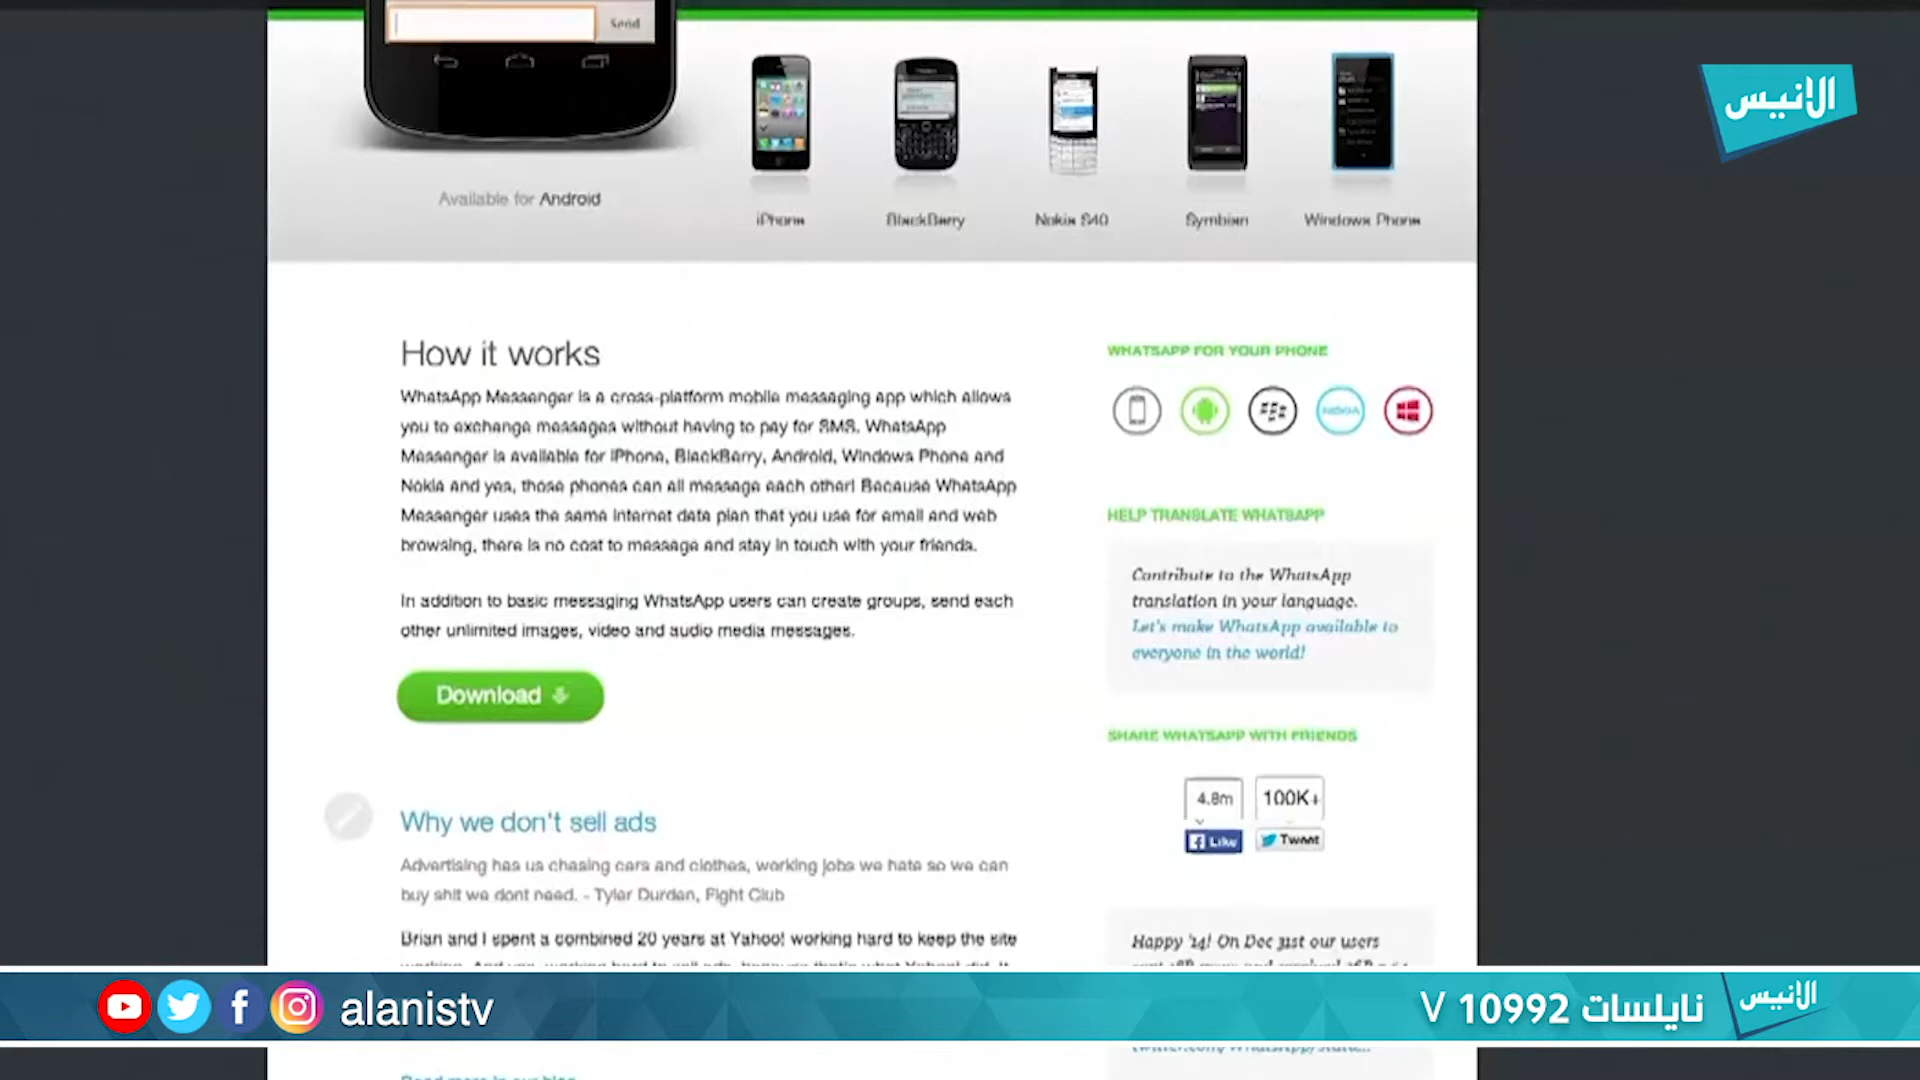 Send
الانيس
Available for Android
iPhone
BlackBerry
Nokia S40
Symbian
Windows Phone
How it works
WhatsApp Messenger is a cross-platform mobile messaging app which allows
you to exchange messages without having to pay for SMS. WhatsApp
Messenger is available for iPhone, BlackBerry, Android, Windows Phone and
Nokia and yes, those phones can all message each other! Because WhatsApp
Messenger uses the same internet data plan that you use for email and web
browsing, there is no cost to message and stay in touch with your friends.
In addition to basic messaging WhatsApp users can create groups, send each
other unlimited images, video and audio media messages.
Download
Why we don't sell ads
Advertising has us chasing cars and clothes, working jobs we hate so we can
buy shit we dont need. - Tyler Durden, Fight Club
Brian and I spent a combined 20 years at Yahoo! working hard to keep the site
WHATSAPP FOR YOUR PHONE
NOKIA
HELP TRANSLATE WHATSAPP
Contribute to the WhatsApp
translation in your language.
Let's make WhatsApp available to
everyone in the world!
SHARE WHATSAPP WITH FRIENDS
4.8m
100K+
Like
Tweet
Happy '14! On Dec 31st our users
alanistv
نايلسات 10992 V
الانيس